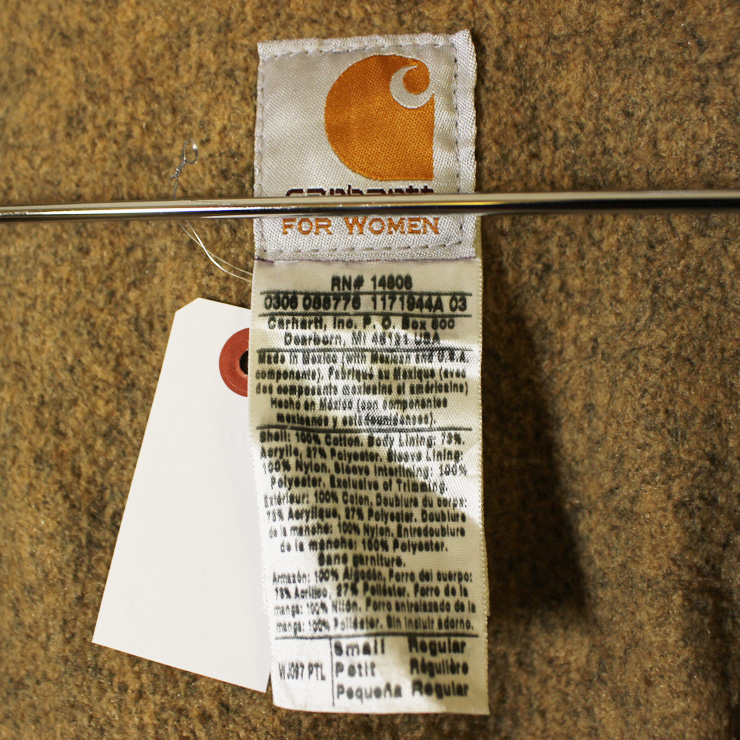 carhartt
FOR WOMEN
RN# 14806
0306 088776 1171944A 03
Carhartt, Inc. P. O. Box 600
Dearborn, MI 48121 USA
Made in Mexico (with Mexican and U.S.A.
components). Fabriqué au Mexique (avec
des composants mexicains et américains)
Hecho en México (con componentes
mexicanos y estadounidenses).
Shell: 100% Cotton. Body Lining: 73%
Acrylic, 27% Polyester. Sleeve Lining:
100% Nylon. Sleeve Interlining: 100%
Polyester. Exclusive of Trimming.
Extérieur: 100% Coton. Doublure du corps:
73% Acrylique, 27% Polyester. Doublure
de la manche: 100% Nylon. Entredoublure
de la manche: 100% Polyester.
Sans garniture.
Armazón: 100% Algodón. Forro del cuerpo:
73% Acrílico, 27% Poliéster. Forro de la
manga: 100% Nilón. Forro entrelazado de la
manga: 100% Poliéster. Sin incluir adorno.
WJ097 PTL
Small Regular
Petit Régulière
Pequeña Regular